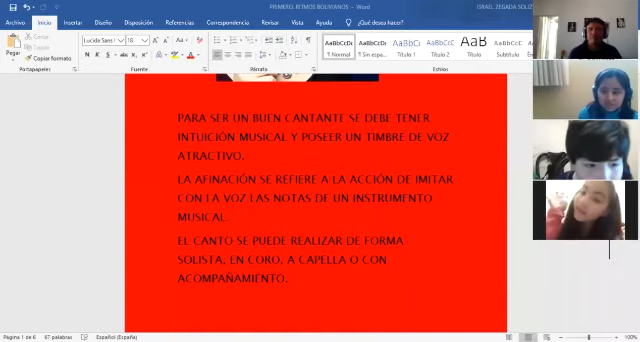 PRIMERO. RITMOS BOLIVIANOS - Word
ISRAEL ZEGADA SOLIZ
Archivo Inicio Insertar Diseño Disposición Referencias Correspondencia Revisar Vista Ayuda ¿Qué desea hacer?
Pegar
Cortar
Copiar
Copiar formato
Lucida Sans 18
AaBbCcDc AaBbCcDc AaBbCc AaBbCcC AaB AaBbCcC
¶ Normal ¶ Sin espa... Título 1 Título 2 Título Subtítulo
Portapapeles Fuente Párrafo Estilos
PARA SER UN BUEN CANTANTE SE DEBE TENER
INTUICIÓN MUSICAL Y POSEER UN TIMBRE DE VOZ
ATRACTIVO.
LA AFINACIÓN SE REFIERE A LA ACCIÓN DE IMITAR
CON LA VOZ LAS NOTAS DE UN INSTRUMENTO
MUSICAL.
EL CANTO SE PUEDE REALIZAR DE FORMA
SOLISTA, EN CORO, A CAPELLA O CON
ACOMPAÑAMIENTO.
Página 1 de 6 67 palabras Español (España) 100%